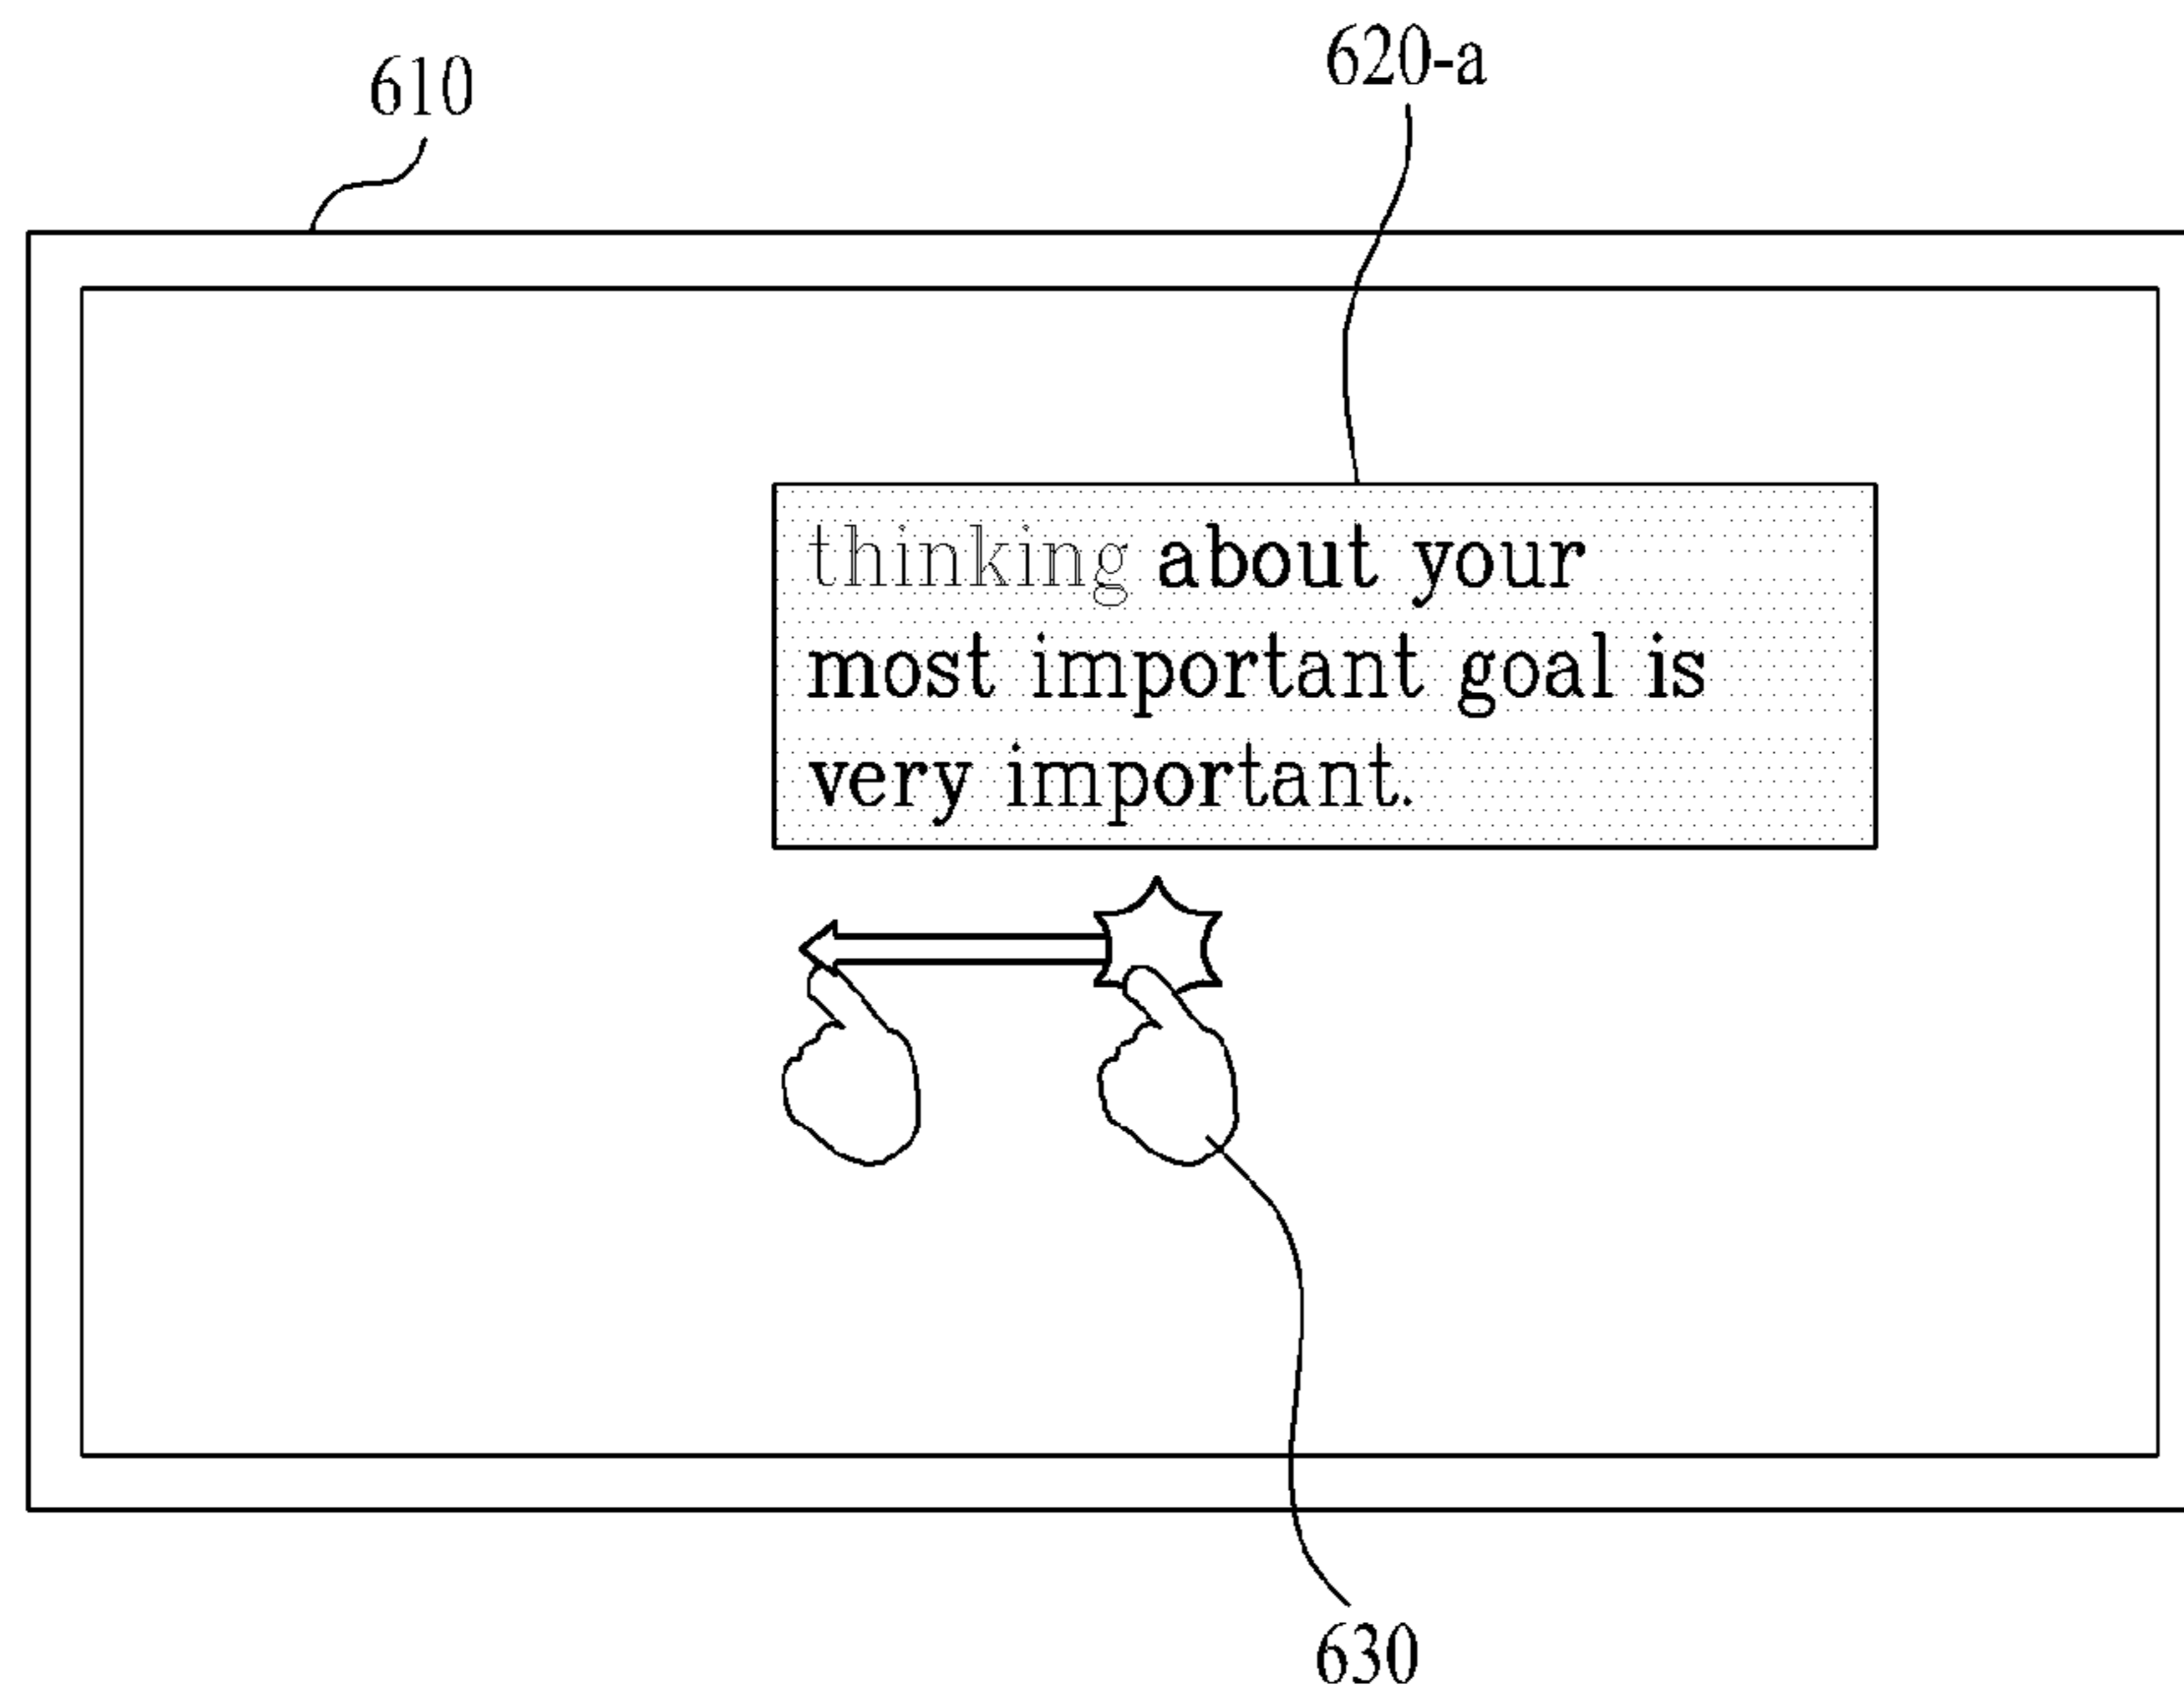 610
620-a
thinking about your
most important goal is
very important.
630